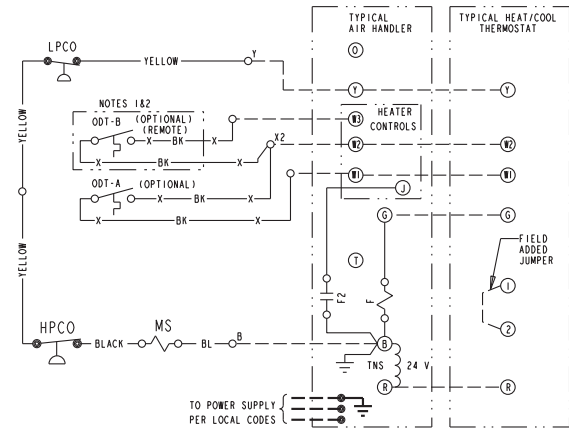 TYPICAL
AIR HANDLER
TYPICAL HEAT/COOL
THERMOSTAT
O
LPCO
YELLOW
Y
Y
Y
NOTES 1&2
ODT-B
(OPTIONAL)
(REMOTE)
X
BK
X
X
BK
X
X2
W3
HEATER
CONTROLS
W2
W2
W1
W1
J
ODT-A
(OPTIONAL)
X
BK
X
X
BK
X
G
G
YELLOW
YELLOW
T
FIELD
ADDED
JUMPER
1
2
F2
F
HPCO
BLACK
MS
BL
B
B
TNS
24 V
R
R
TO POWER SUPPLY
PER LOCAL CODES